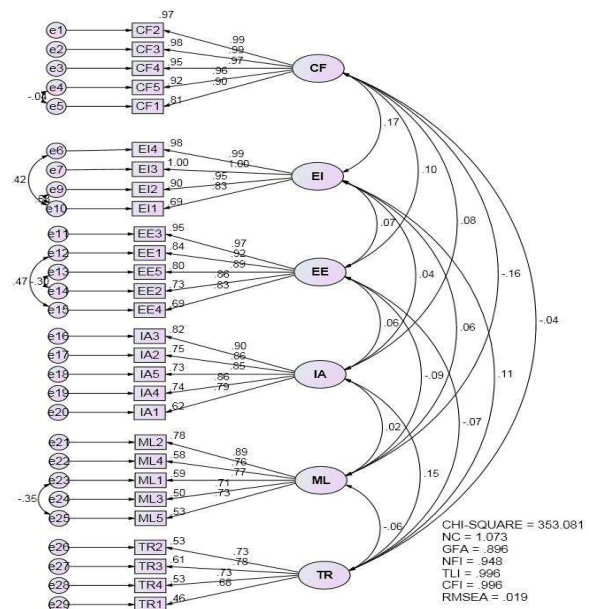 .97
e1 CF2 .99
e2 CF3 .98 .99
e3 CF4 .95 .97 CF
e4 CF5 .92 .96
-.04 e5 CF1 .81 .90
.17
e6 EI4 .98 .99 .10
e7 EI3 1.00 1.00
.42 e9 EI2 .90 .95 EI
e10 EI1 .69 .83 .08
.07
e11 EE3 .95 .97
e12 EE1 .84 .92
e13 EE5 .80 .89 EE .04 -.16
.47 e14 EE2 .73 .86
e15 EE4 .69 .83 -.04
.06 .06
e16 IA3 .82 .90
e17 IA2 .75 .86
e18 IA5 .73 .85 IA -.09 .11
e19 IA4 .74 .86
e20 IA1 .62 .79 -.07
.02
e21 ML2 .78 .89
e22 ML4 .58 .76 .15
e23 ML1 .59 .77 ML
-.35 e24 ML3 .50 .71
e25 ML5 .53 .73
-.06
e26 TR2 .53 .73
e27 TR3 .61 .78
e28 TR4 .53 .73 TR
e29 TR1 .46 .68
CHI-SQUARE = 353.081
NC = 1.073
GFA = .896
NFI = .948
TLI = .996
CFI = .996
RMSEA = .019